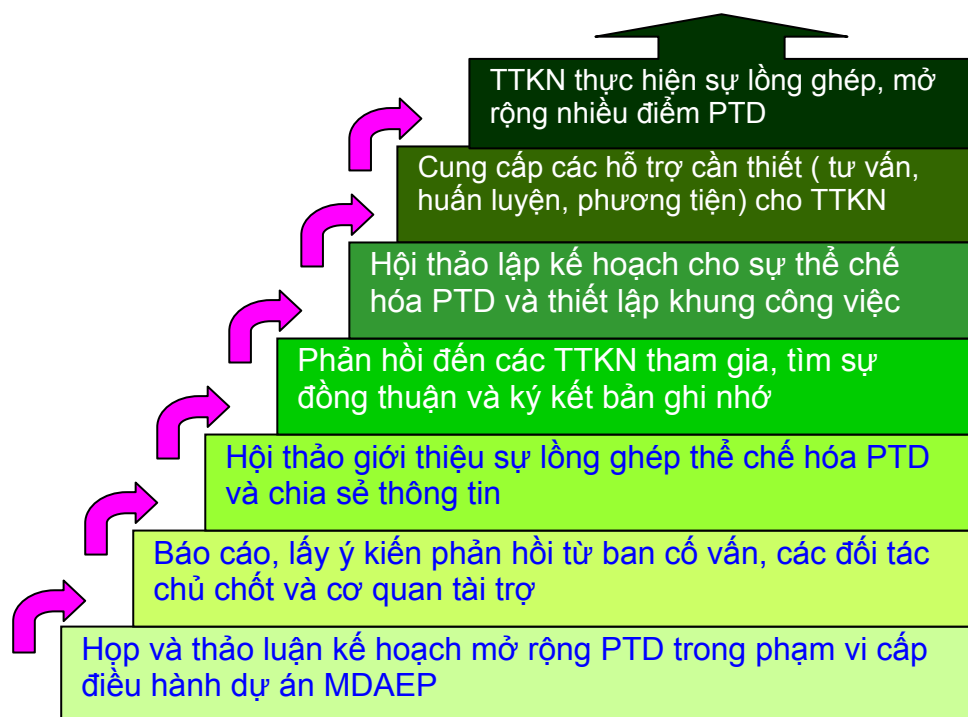 TTKN thực hiện sự lồng ghép, mở
rộng nhiều điểm PTD
Cung cấp các hỗ trợ cần thiết ( tư vấn,
huấn luyện, phương tiện) cho TTKN
Hội thảo lập kế hoạch cho sự thể chế
hóa PTD và thiết lập khung công việc
Phản hồi đến các TTKN tham gia, tìm sự
đồng thuận và ký kết bản ghi nhớ
Hội thảo giới thiệu sự lồng ghép thể chế hóa PTD
và chia sẻ thông tin
Báo cáo, lấy ý kiến phản hồi từ ban cố vấn, các đối tác
chủ chốt và cơ quan tài trợ
Họp và thảo luận kế hoạch mở rộng PTD trong phạm vi cấp
điều hành dự án MDAEP